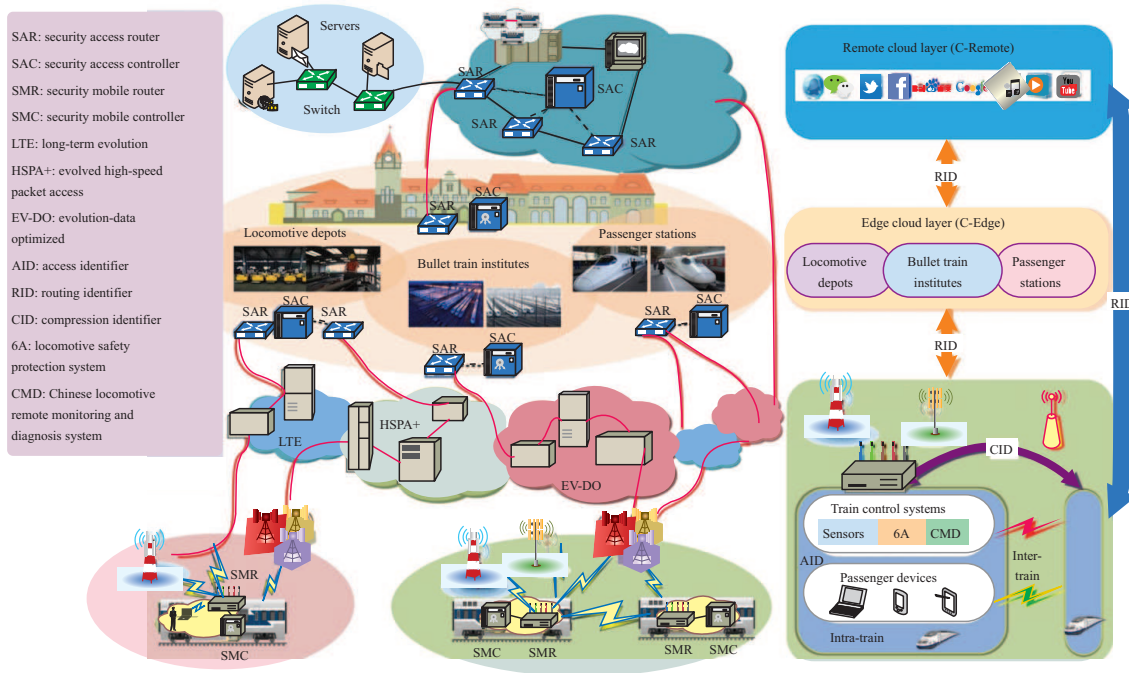 SAR: security access router
SAC: security access controller
SMR: security mobile router
SMC: security mobile controller
LTE: long-term evolution
HSPA+: evolved high-speed
packet access
EV-DO: evolution-data
optimized
AID: access identifier
RID: routing identifier
CID: compression identifier
6A: locomotive safety
protection system
CMD: Chinese locomotive
remote monitoring and
diagnosis system
Servers
Switch
SAR
SAC
SAR
SAR
SAR
SAC
Locomotive depots
Bullet train institutes
Passenger stations
SAR
SAC
SAR
SAR
SAC
SAR
SAC
LTE
HSPA+
EV-DO
SMR
SMC
SMC
SMR
SMR
SMC
Remote cloud layer (C-Remote)
Google
You
Tube
RID
Edge cloud layer (C-Edge)
Locomotive
depots
Bullet train
institutes
Passenger
stations
RID
RID
CID
Train control systems
Sensors
6A
CMD
AID
Passenger devices
Intra-train
Inter-
train